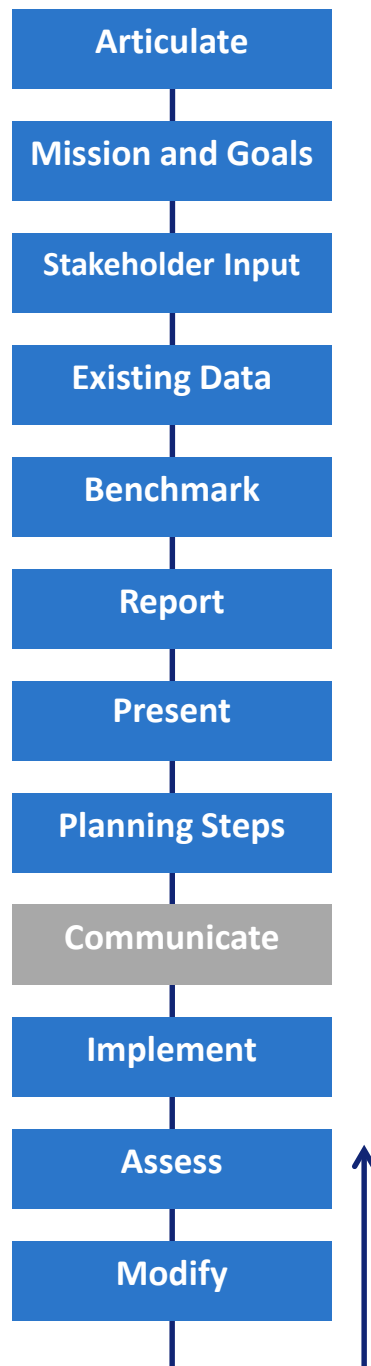 Articulate
Mission and Goals
Stakeholder Input
Existing Data
Benchmark
Report
Present
Planning Steps
Communicate
Implement
Assess
Modify